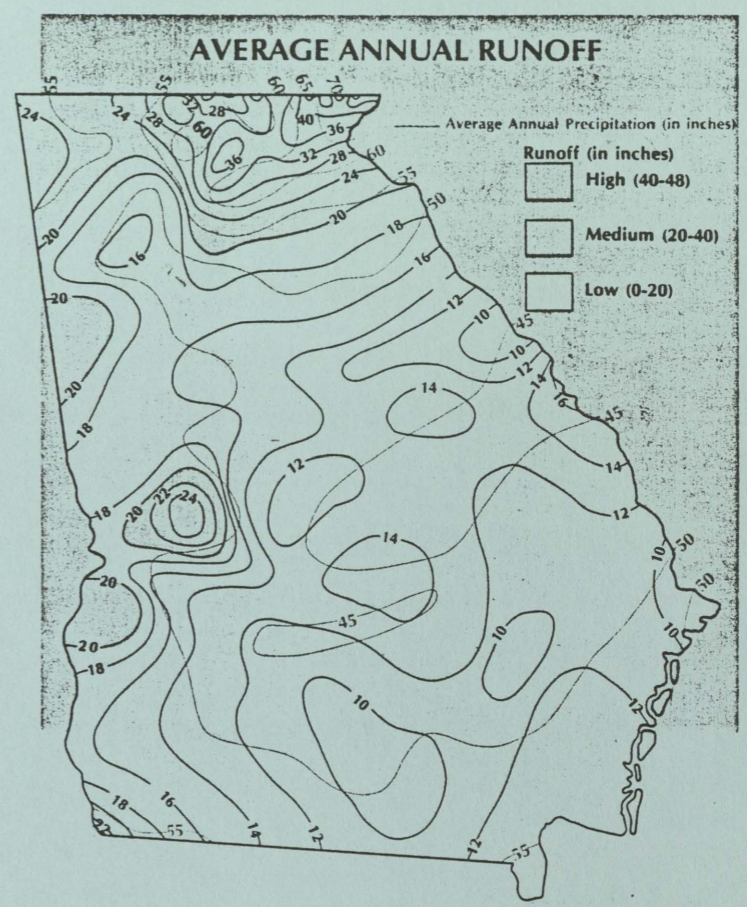 AVERAGE ANNUAL RUNOFF
55 55 60 65 70
24 24 28 32 28 60 40 36
Average Annual Precipitation (in inches)
Runoff (in inches)
High (40-48)
Medium (20-40)
Low (0-20)
36 32 28 60
24 55
20 50
20 18
16 16
20 12
10 45
10
12
20 14 14
18 45
12 14
18 20 22 24 12
14 10 50
20 50
45 10 10
20
18
10 12
18 16
55 14 12 12 55